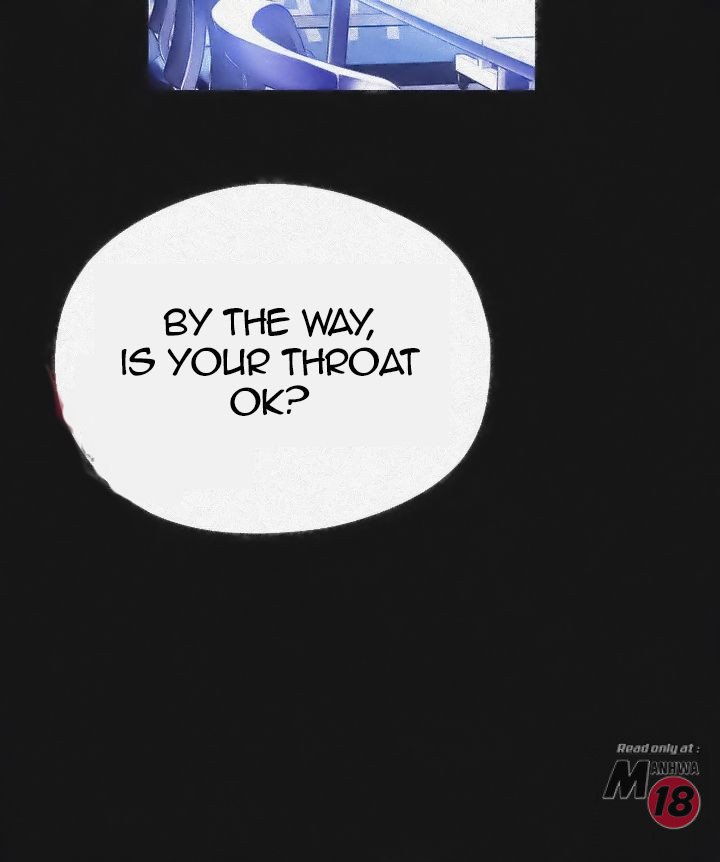 BY THE WAY,
IS YOUR THROAT
OK?
Read only at :
MANHWA
18